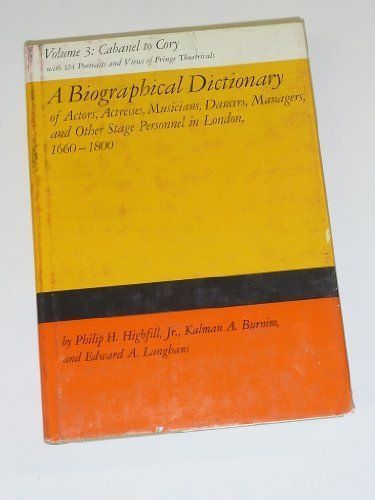 Volume 3: Cabanel to Cory
with 224 Portraits and Views of Fringe Theatricals
A Biographical Dictionary
of Actors, Actresses, Musicians, Dancers, Managers,
and Other Stage Personnel in London,
1660–1800
by Philip H. Highfill, Jr., Kalman A. Burnim,
and Edward A. Langhans